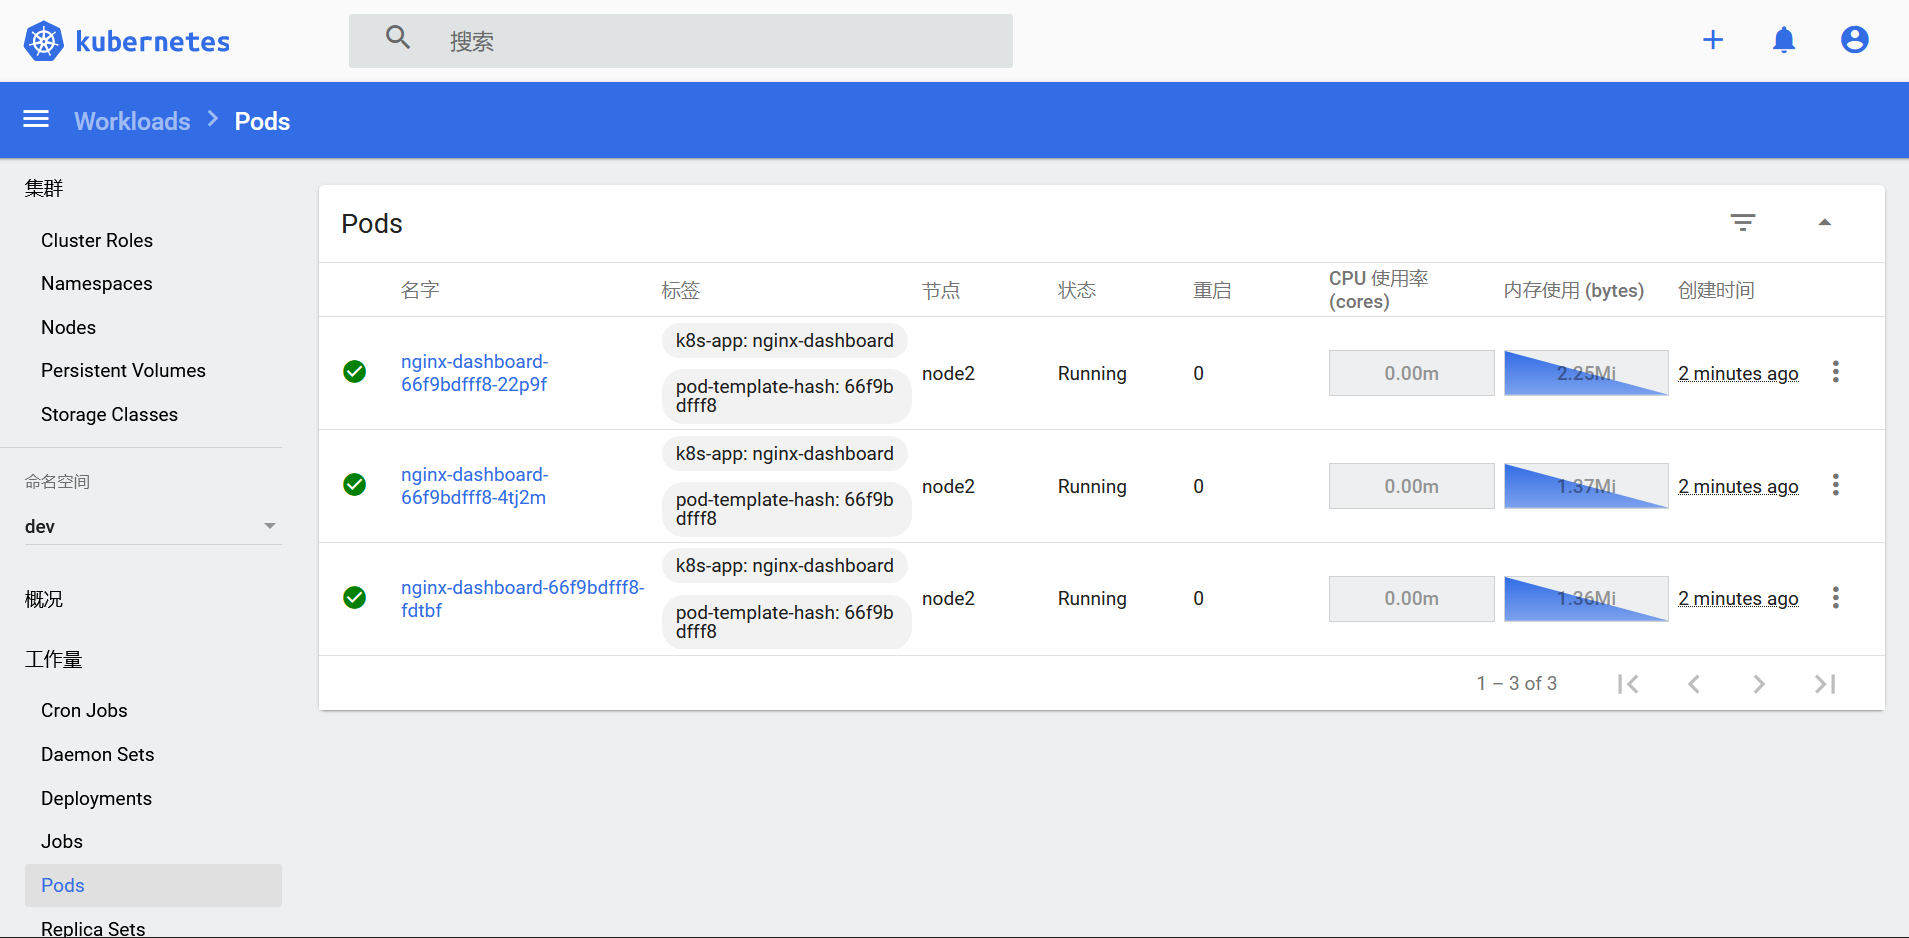 kubernetes
搜索
Workloads
Pods
集群
Cluster Roles
Namespaces
Nodes
Persistent Volumes
Storage Classes
命名空间
dev
概况
工作量
Cron Jobs
Daemon Sets
Deployments
Jobs
Pods
Replica Sets
Pods
名字
标签
节点
状态
重启
CPU 使用率
(cores)
内存使用 (bytes)
创建时间
nginx-dashboard-
66f9bdfff8-22p9f
k8s-app: nginx-dashboard
pod-template-hash: 66f9b
dfff8
node2
Running
0
0.00m
2.25Mi
2 minutes ago
nginx-dashboard-
66f9bdfff8-4tj2m
k8s-app: nginx-dashboard
pod-template-hash: 66f9b
dfff8
node2
Running
0
0.00m
1.37Mi
2 minutes ago
nginx-dashboard-66f9bdfff8-
fdtbf
k8s-app: nginx-dashboard
pod-template-hash: 66f9b
dfff8
node2
Running
0
0.00m
1.36Mi
2 minutes ago
1 – 3 of 3